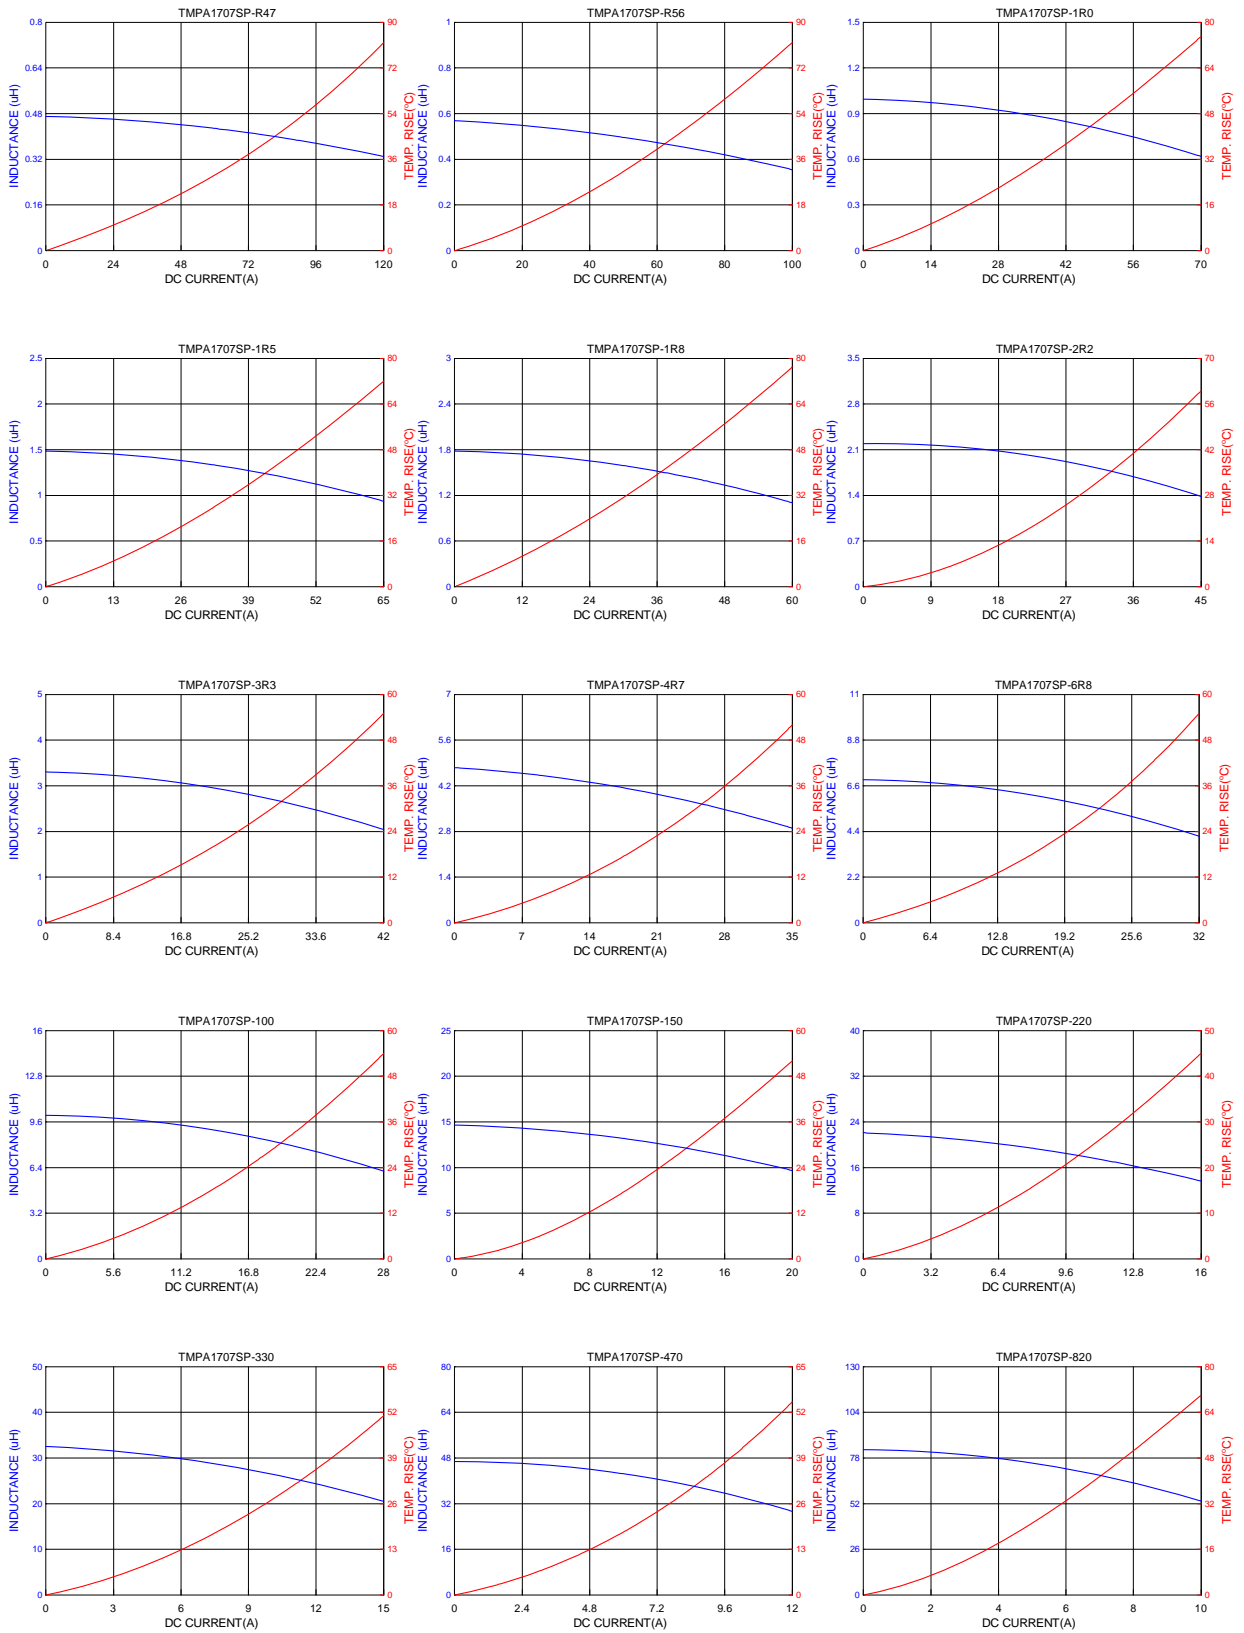 TMPA1707SP-R47
INDUCTANCE (uH)
0.8
0.64
0.48
0.32
0.16
0
90
72
54
36
18
0
TEMP. RISE(°C)
0 24 48 72 96 120
DC CURRENT(A)
TMPA1707SP-R56
INDUCTANCE (uH)
1
0.8
0.6
0.4
0.2
0
90
72
54
36
18
0
TEMP. RISE(°C)
0 20 40 60 80 100
DC CURRENT(A)
TMPA1707SP-1R0
INDUCTANCE (uH)
1.5
1.2
0.9
0.6
0.3
0
80
64
48
32
16
0
TEMP. RISE(°C)
0 14 28 42 56 70
DC CURRENT(A)
TMPA1707SP-1R5
INDUCTANCE (uH)
2.5
2
1.5
1
0.5
0
80
64
48
32
16
0
TEMP. RISE(°C)
0 13 26 39 52 65
DC CURRENT(A)
TMPA1707SP-1R8
INDUCTANCE (uH)
3
2.4
1.8
1.2
0.6
0
80
64
48
32
16
0
TEMP. RISE(°C)
0 12 24 36 48 60
DC CURRENT(A)
TMPA1707SP-2R2
INDUCTANCE (uH)
3.5
2.8
2.1
1.4
0.7
0
70
56
42
28
14
0
TEMP. RISE(°C)
0 9 18 27 36 45
DC CURRENT(A)
TMPA1707SP-3R3
INDUCTANCE (uH)
5
4
3
2
1
0
60
48
36
24
12
0
TEMP. RISE(°C)
0 8.4 16.8 25.2 33.6 42
DC CURRENT(A)
TMPA1707SP-4R7
INDUCTANCE (uH)
7
5.6
4.2
2.8
1.4
0
60
48
36
24
12
0
TEMP. RISE(°C)
0 7 14 21 28 35
DC CURRENT(A)
TMPA1707SP-6R8
INDUCTANCE (uH)
11
8.8
6.6
4.4
2.2
0
60
48
36
24
12
0
TEMP. RISE(°C)
0 6.4 12.8 19.2 25.6 32
DC CURRENT(A)
TMPA1707SP-100
INDUCTANCE (uH)
16
12.8
9.6
6.4
3.2
0
60
48
36
24
12
0
TEMP. RISE(°C)
0 5.6 11.2 16.8 22.4 28
DC CURRENT(A)
TMPA1707SP-150
INDUCTANCE (uH)
25
20
15
10
5
0
60
48
36
24
12
0
TEMP. RISE(°C)
0 4 8 12 16 20
DC CURRENT(A)
TMPA1707SP-220
INDUCTANCE (uH)
40
32
24
16
8
0
50
40
30
20
10
0
TEMP. RISE(°C)
0 3.2 6.4 9.6 12.8 16
DC CURRENT(A)
TMPA1707SP-330
INDUCTANCE (uH)
50
40
30
20
10
0
65
52
39
26
13
0
TEMP. RISE(°C)
0 3 6 9 12 15
DC CURRENT(A)
TMPA1707SP-470
INDUCTANCE (uH)
80
64
48
32
16
0
65
52
39
26
13
0
TEMP. RISE(°C)
0 2.4 4.8 7.2 9.6 12
DC CURRENT(A)
TMPA1707SP-820
INDUCTANCE (uH)
130
104
78
52
26
0
80
64
48
32
16
0
TEMP. RISE(°C)
0 2 4 6 8 10
DC CURRENT(A)